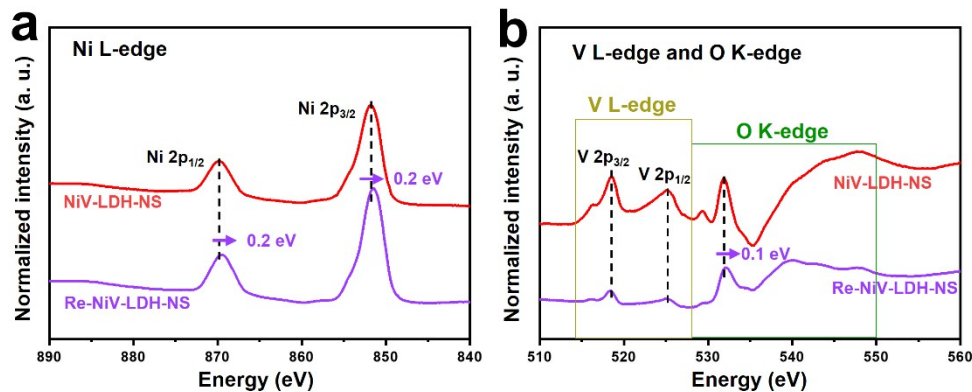 a
Ni L-edge
Ni 2p3/2
Ni 2p1/2
0.2 eV
NiV-LDH-NS
0.2 eV
Re-NiV-LDH-NS
Normalized intensity (a. u.)
890 880 870 860 850 840
Energy (eV)
b
V L-edge and O K-edge
V L-edge
O K-edge
V 2p3/2
V 2p1/2
NiV-LDH-NS
0.1 eV
Re-NiV-LDH-NS
Normalized intensity (a. u.)
510 520 530 540 550 560
Energy (eV)